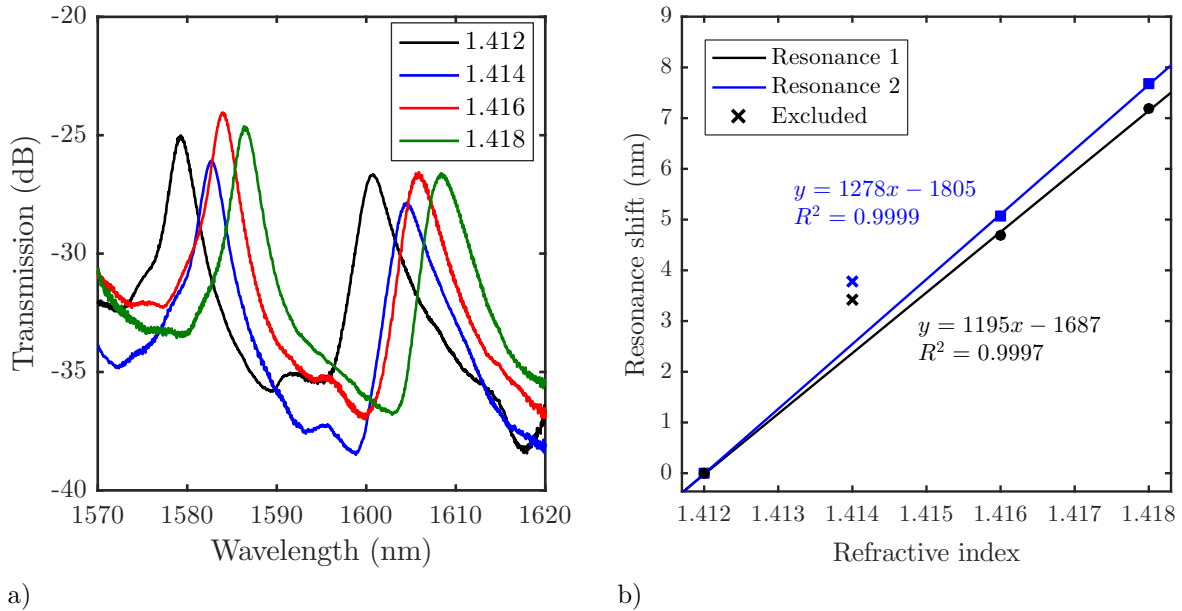 -20
-25
-30
-35
-40
Transmission (dB)
1570 1580 1590 1600 1610 1620
Wavelength (nm)
1.412
1.414
1.416
1.418
a)
9
8
7
6
5
4
3
2
1
0
Resonance shift (nm)
1.412 1.413 1.414 1.415 1.416 1.417 1.418
Refractive index
Resonance 1
Resonance 2
Excluded
y = 1278x − 1805
R² = 0.9999
y = 1195x − 1687
R² = 0.9997
b)